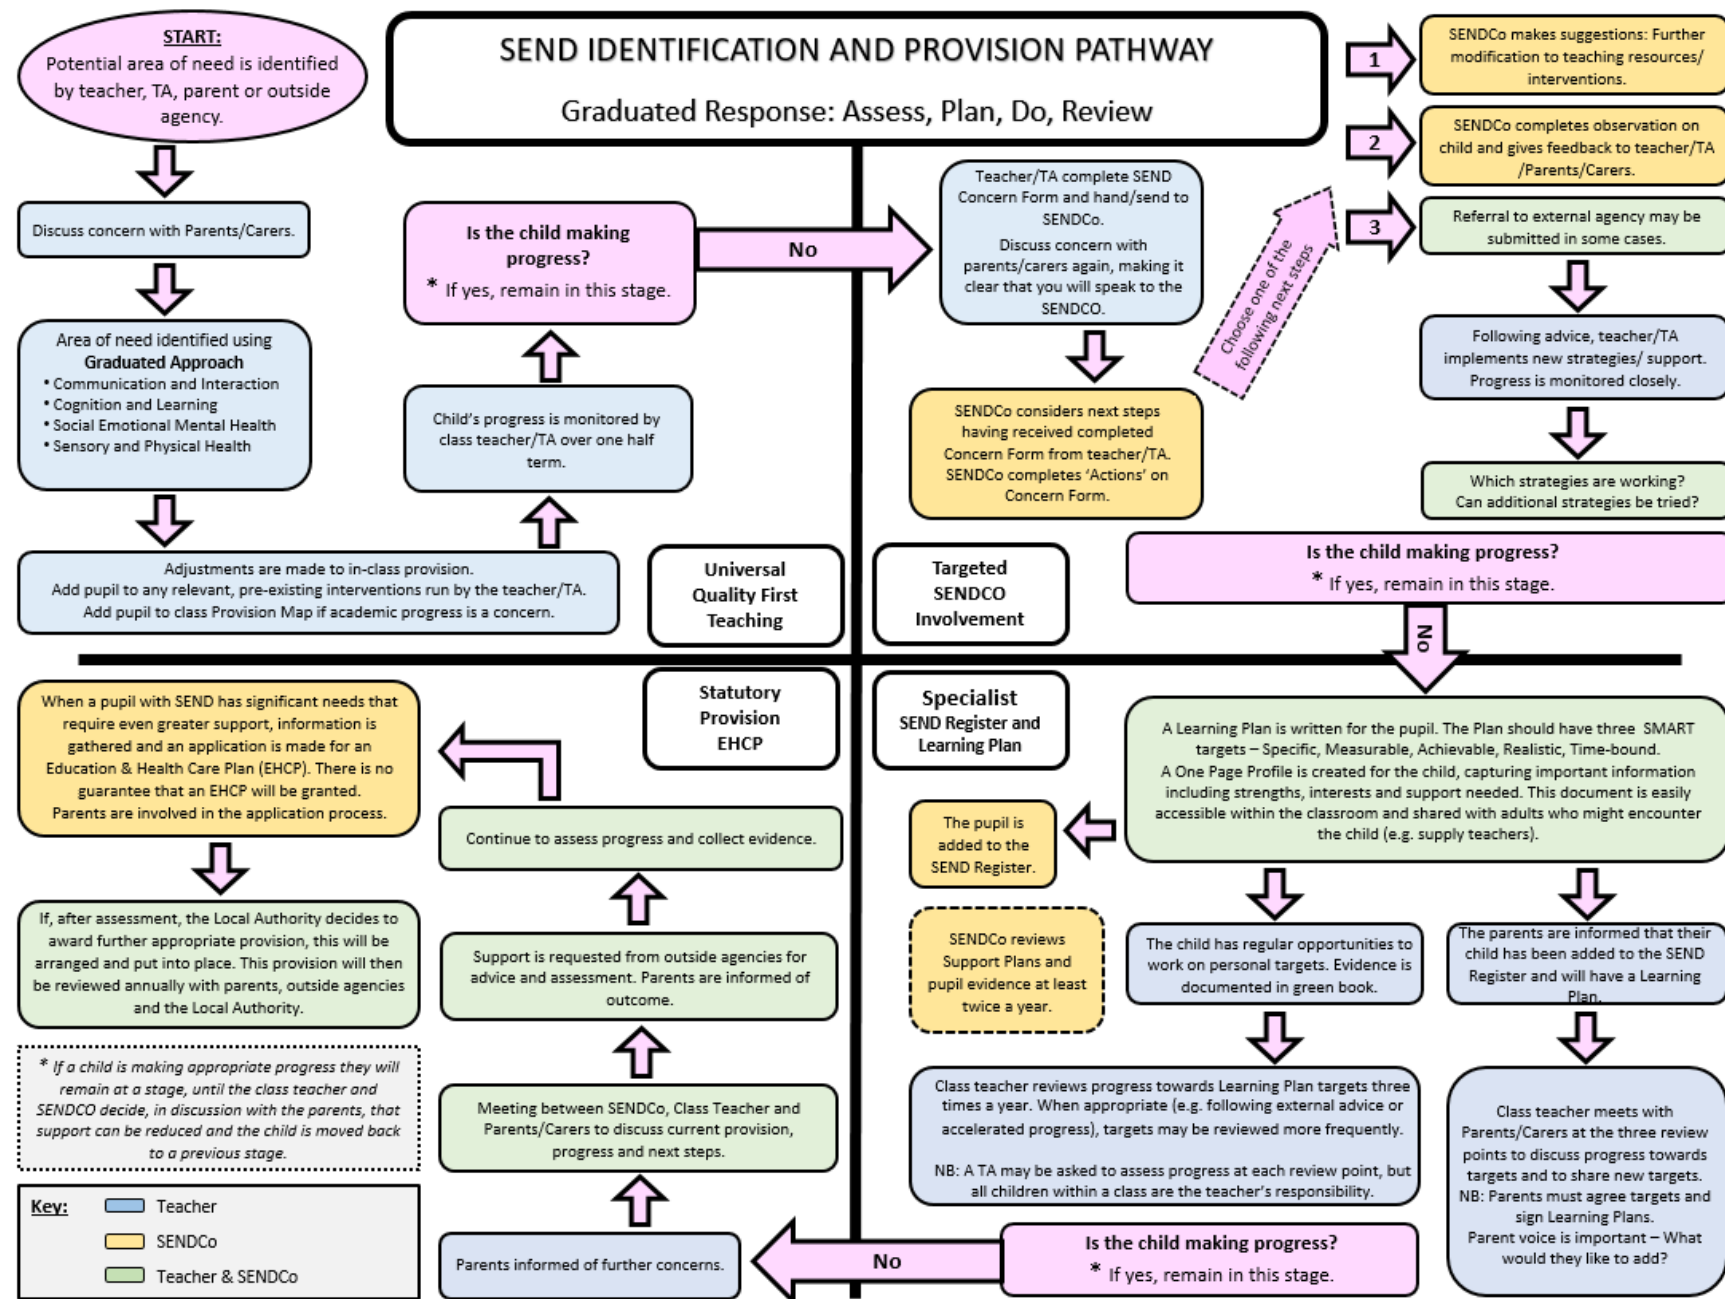 START:
Potential area of need is identified
by teacher, TA, parent or outside
agency.
SEND IDENTIFICATION AND PROVISION PATHWAY
Graduated Response: Assess, Plan, Do, Review
Discuss concern with Parents/Carers.
Area of need identified using
Graduated Approach
• Communication and Interaction
• Cognition and Learning
• Social Emotional Mental Health
• Sensory and Physical Health
Adjustments are made to in-class provision.
Add pupil to any relevant, pre-existing interventions run by the teacher/TA.
Add pupil to class Provision Map if academic progress is a concern.
Child's progress is monitored by
class teacher/TA over one half
term.
Is the child making
progress?
* If yes, remain in this stage.
No
Universal
Quality First
Teaching
Teacher/TA complete SEND
Concern Form and hand/send to
SENDCo.
Discuss concern with
parents/carers again, making it
clear that you will speak to the
SENDCO.
SENDCo considers next steps
having received completed
Concern Form from teacher/TA.
SENDCo completes 'Actions' on
Concern Form.
Choose one of the
following next steps
1
SENDCo makes suggestions: Further
modification to teaching resources/
interventions.
2
SENDCo completes observation on
child and gives feedback to teacher/TA
/Parents/Carers.
3
Referral to external agency may be
submitted in some cases.
Following advice, teacher/TA
implements new strategies/ support.
Progress is monitored closely.
Which strategies are working?
Can additional strategies be tried?
Targeted
SENDCO
Involvement
Is the child making progress?
* If yes, remain in this stage.
No
Specialist
SEND Register and
Learning Plan
A Learning Plan is written for the pupil. The Plan should have three SMART
targets – Specific, Measurable, Achievable, Realistic, Time-bound.
A One Page Profile is created for the child, capturing important information
including strengths, interests and support needed. This document is easily
accessible within the classroom and shared with adults who might encounter
the child (e.g. supply teachers).
The pupil is
added to the
SEND Register.
SENDCo reviews
Support Plans and
pupil evidence at least
twice a year.
The child has regular opportunities to
work on personal targets. Evidence is
documented in green book.
The parents are informed that their
child has been added to the SEND
Register and will have a Learning
Plan.
Class teacher reviews progress towards Learning Plan targets three
times a year. When appropriate (e.g. following external advice or
accelerated progress), targets may be reviewed more frequently.
NB: A TA may be asked to assess progress at each review point, but
all children within a class are the teacher's responsibility.
Class teacher meets with
Parents/Carers at the three review
points to discuss progress towards
targets and to share new targets.
NB: Parents must agree targets and
sign Learning Plans.
Parent voice is important – What
would they like to add?
Is the child making progress?
* If yes, remain in this stage.
No
Statutory
Provision
EHCP
Parents informed of further concerns.
Meeting between SENDCo, Class Teacher and
Parents/Carers to discuss current provision,
progress and next steps.
Support is requested from outside agencies for
advice and assessment. Parents are informed of
outcome.
Continue to assess progress and collect evidence.
When a pupil with SEND has significant needs that
require even greater support, information is
gathered and an application is made for an
Education & Health Care Plan (EHCP). There is no
guarantee that an EHCP will be granted.
Parents are involved in the application process.
If, after assessment, the Local Authority decides to
award further appropriate provision, this will be
arranged and put into place. This provision will then
be reviewed annually with parents, outside agencies
and the Local Authority.
* If a child is making appropriate progress they will
remain at a stage, until the class teacher and
SENDCO decide, in discussion with the parents, that
support can be reduced and the child is moved back
to a previous stage.
Key:
Teacher
SENDCo
Teacher & SENDCo